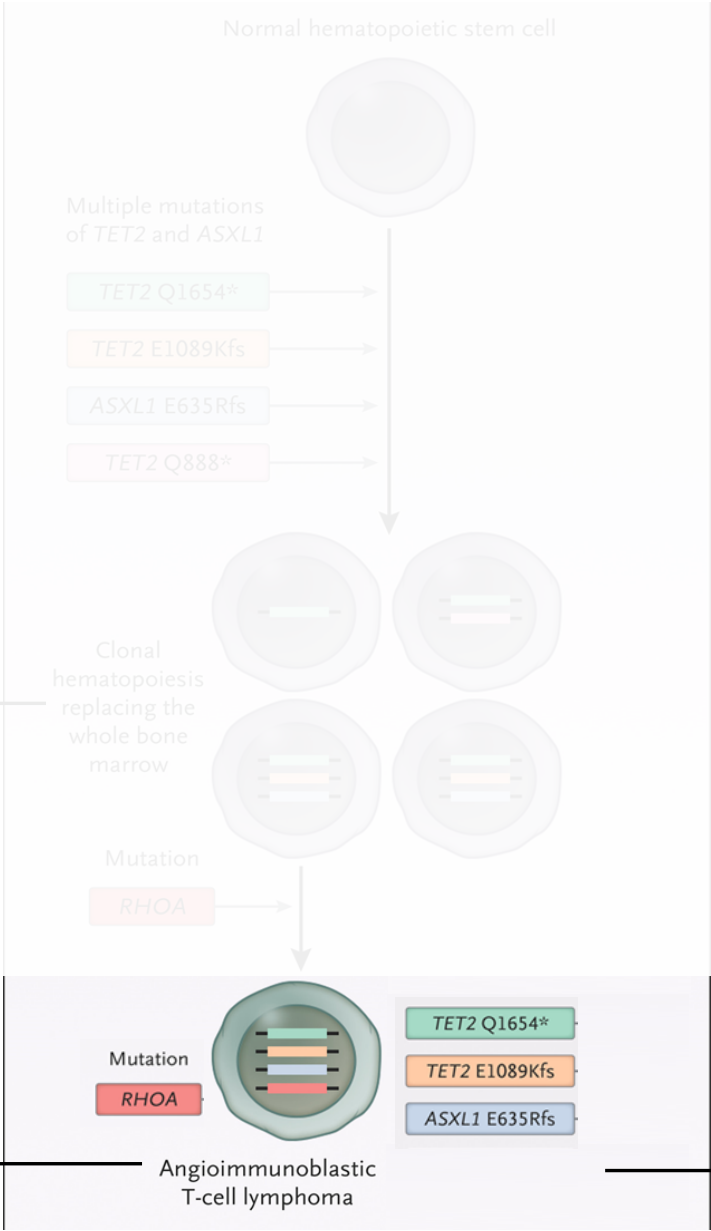 Normal hematopoietic stem cell
Multiple mutations
of TET2 and ASXL1
TET2 Q1654*
TET2 E1089Kfs
ASXL1 E635Rfs
TET2 Q888*
Clonal
hematopoiesis
replacing the
whole bone
marrow
Mutation
RHOA
Mutation
RHOA
TET2 Q1654*
TET2 E1089Kfs
ASXL1 E635Rfs
Angioimmunoblastic
T-cell lymphoma